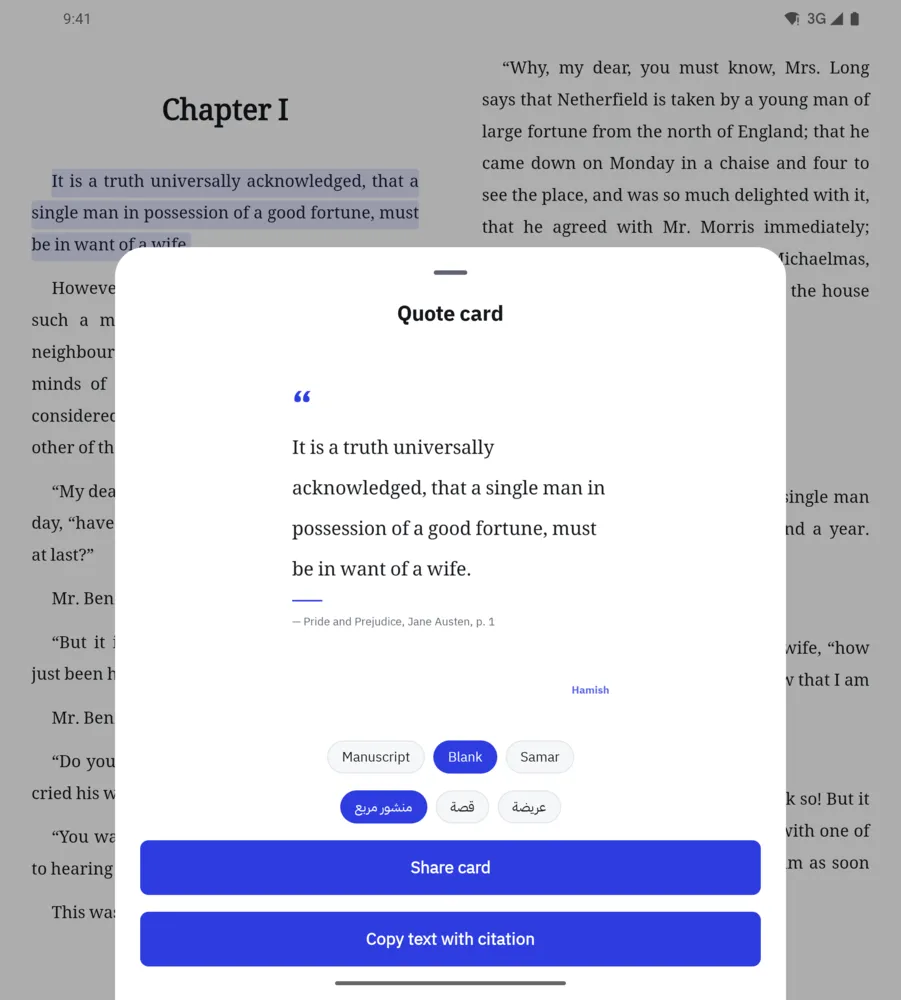 9:41
3G
Chapter I
It is a truth universally acknowledged, that a
single man in possession of a good fortune, must
be in want of a wife.
However
such a m
neighbour
minds of
considered
other of th
“My dea
day, “have
at last?”
Mr. Ben
“But it i
just been h
Mr. Ben
“Do you
cried his w
“You wa
to hearing
This was
“Why, my dear, you must know, Mrs. Long
says that Netherfield is taken by a young man of
large fortune from the north of England; that he
came down on Monday in a chaise and four to
see the place, and was so much delighted with it,
that he agreed with Mr. Morris immediately;
Michaelmas,
the house
single man
nd a year.
wife, “how
w that I am
k so! But it
with one of
m as soon
Quote card
“
It is a truth universally
acknowledged, that a single man in
possession of a good fortune, must
be in want of a wife.
— Pride and Prejudice, Jane Austen, p. 1
Hamish
Manuscript Blank Samar
منشور مربع قصة عريضة
Share card
Copy text with citation